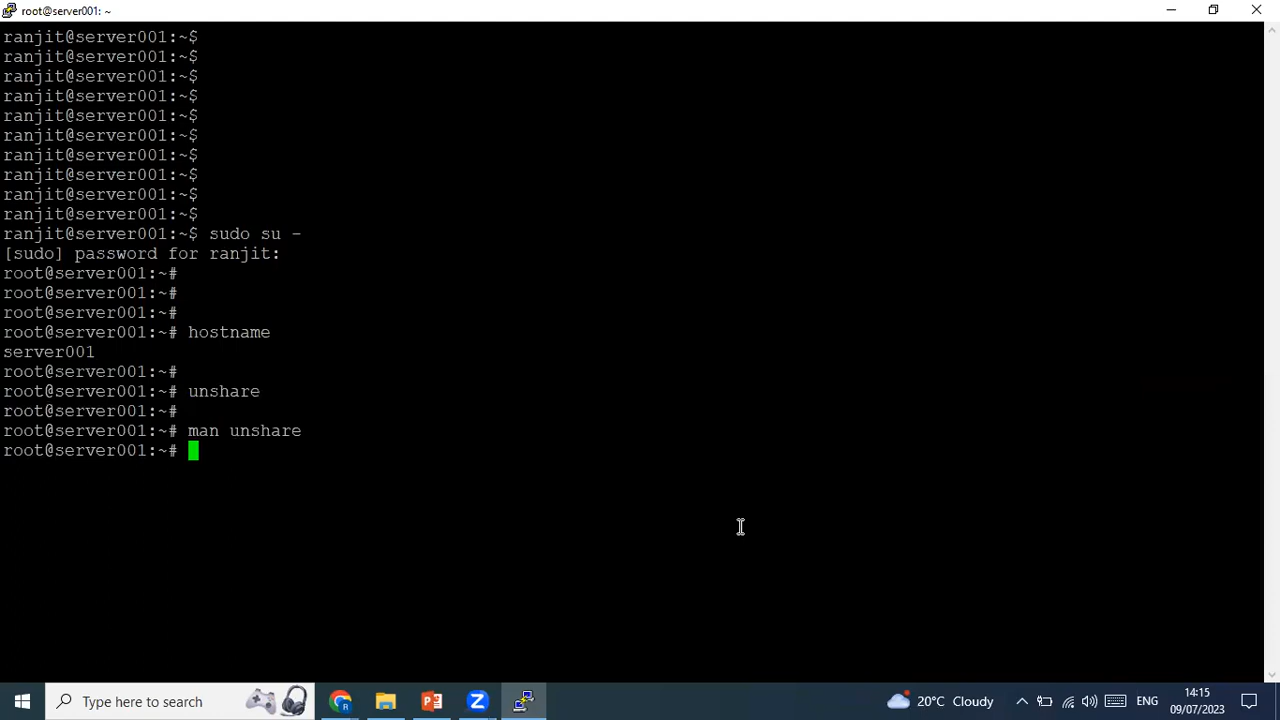 root@server001: ~
ranjit@server001:~$
ranjit@server001:~$
ranjit@server001:~$
ranjit@server001:~$
ranjit@server001:~$
ranjit@server001:~$
ranjit@server001:~$
ranjit@server001:~$
ranjit@server001:~$
ranjit@server001:~$
ranjit@server001:~$ sudo su -
[sudo] password for ranjit:
root@server001:~#
root@server001:~#
root@server001:~#
root@server001:~# hostname
server001
root@server001:~#
root@server001:~# unshare
root@server001:~#
root@server001:~# man unshare
root@server001:~#
Type here to search
20°C Cloudy
ENG
14:15
09/07/2023